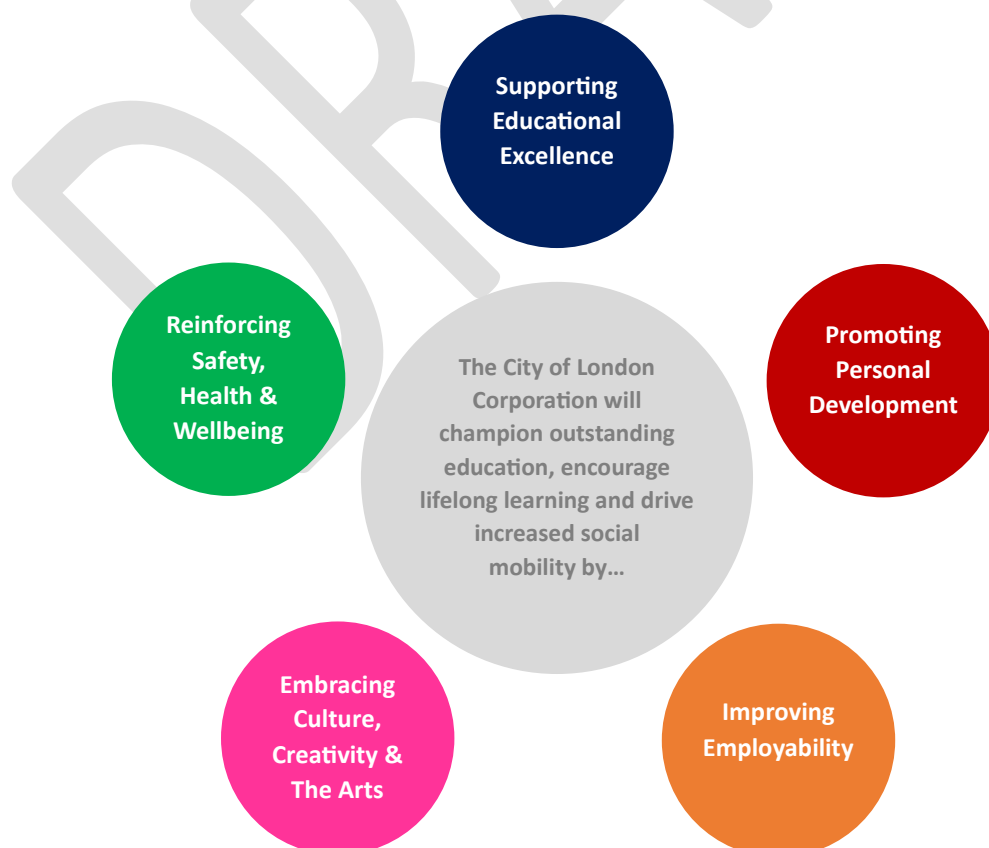 Supporting
Educational
Excellence
Reinforcing
Safety,
Health &
Wellbeing
The City of London
Corporation will
champion outstanding
education, encourage
lifelong learning and drive
increased social
mobility by…
Promoting
Personal
Development
Embracing
Culture,
Creativity &
The Arts
Improving
Employability